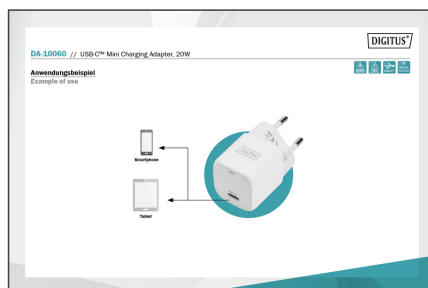 DIGITUS®
DA-10060 // USB-C™ Mini Charging Adapter, 20W
Anwendungsbeispiel
Example of use
Smartphone
Tablet
DIGITUS